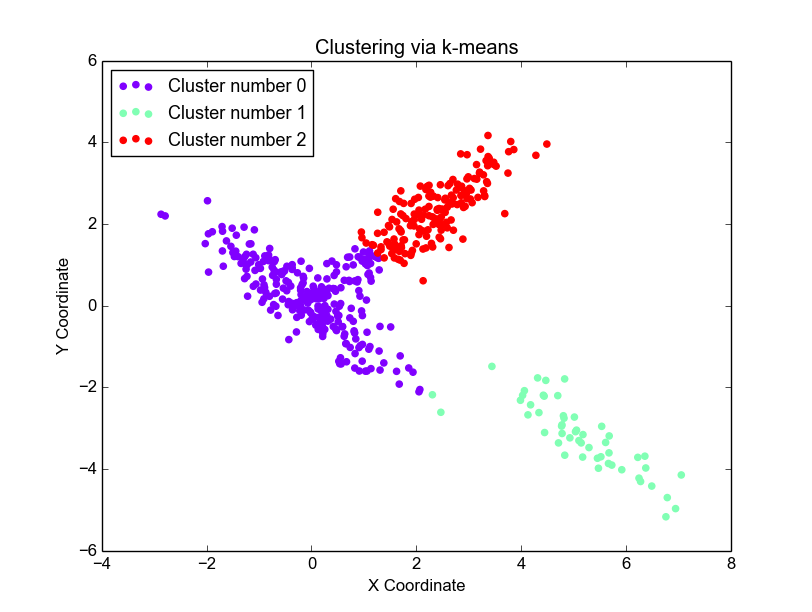 Clustering via k-means
6
Cluster number 0
Cluster number 1
Cluster number 2
4
2
0
−2
−4
−6
Y Coordinate
−4 −2 0 2 4 6 8
X Coordinate